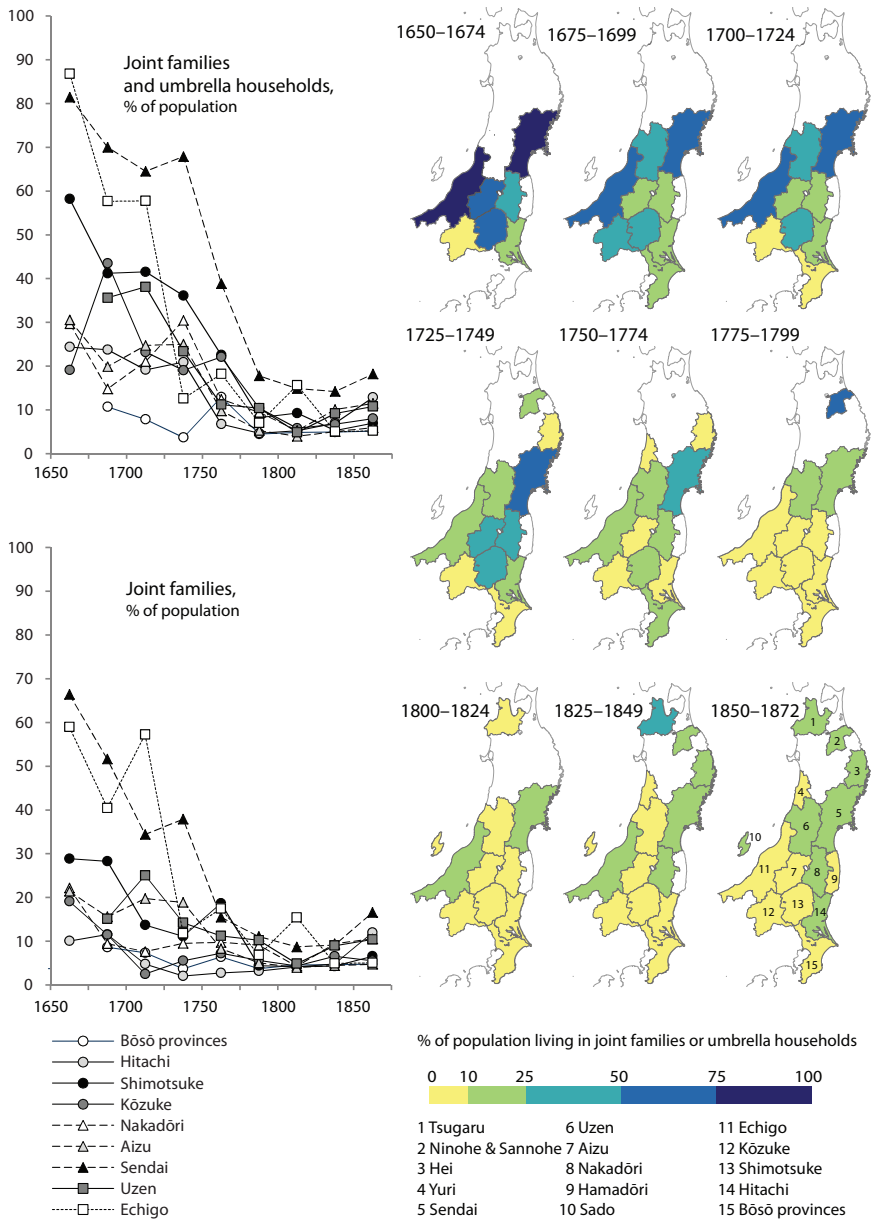 Joint families
and umbrella households,
% of population
100
90
80
70
60
50
40
30
20
10
0
1650
1700
1750
1800
1850
Joint families,
% of population
100
90
80
70
60
50
40
30
20
10
0
1650
1700
1750
1800
1850
Bōsō provinces
Hitachi
Shimotsuke
Kōzuke
Nakadōri
Aizu
Sendai
Uzen
Echigo
1650–1674
1675–1699
1700–1724
1725–1749
1750–1774
1775–1799
1800–1824
1825–1849
1850–1872
1
2
3
4
5
6
10
11
7
8
9
12
13
14
15
% of population living in joint families or umbrella households
0 10 25 50 75 100
1 Tsugaru
2 Ninohe & Sannohe
3 Hei
4 Yuri
5 Sendai
6 Uzen
7 Aizu
8 Nakadōri
9 Hamadōri
10 Sado
11 Echigo
12 Kōzuke
13 Shimotsuke
14 Hitachi
15 Bōsō provinces